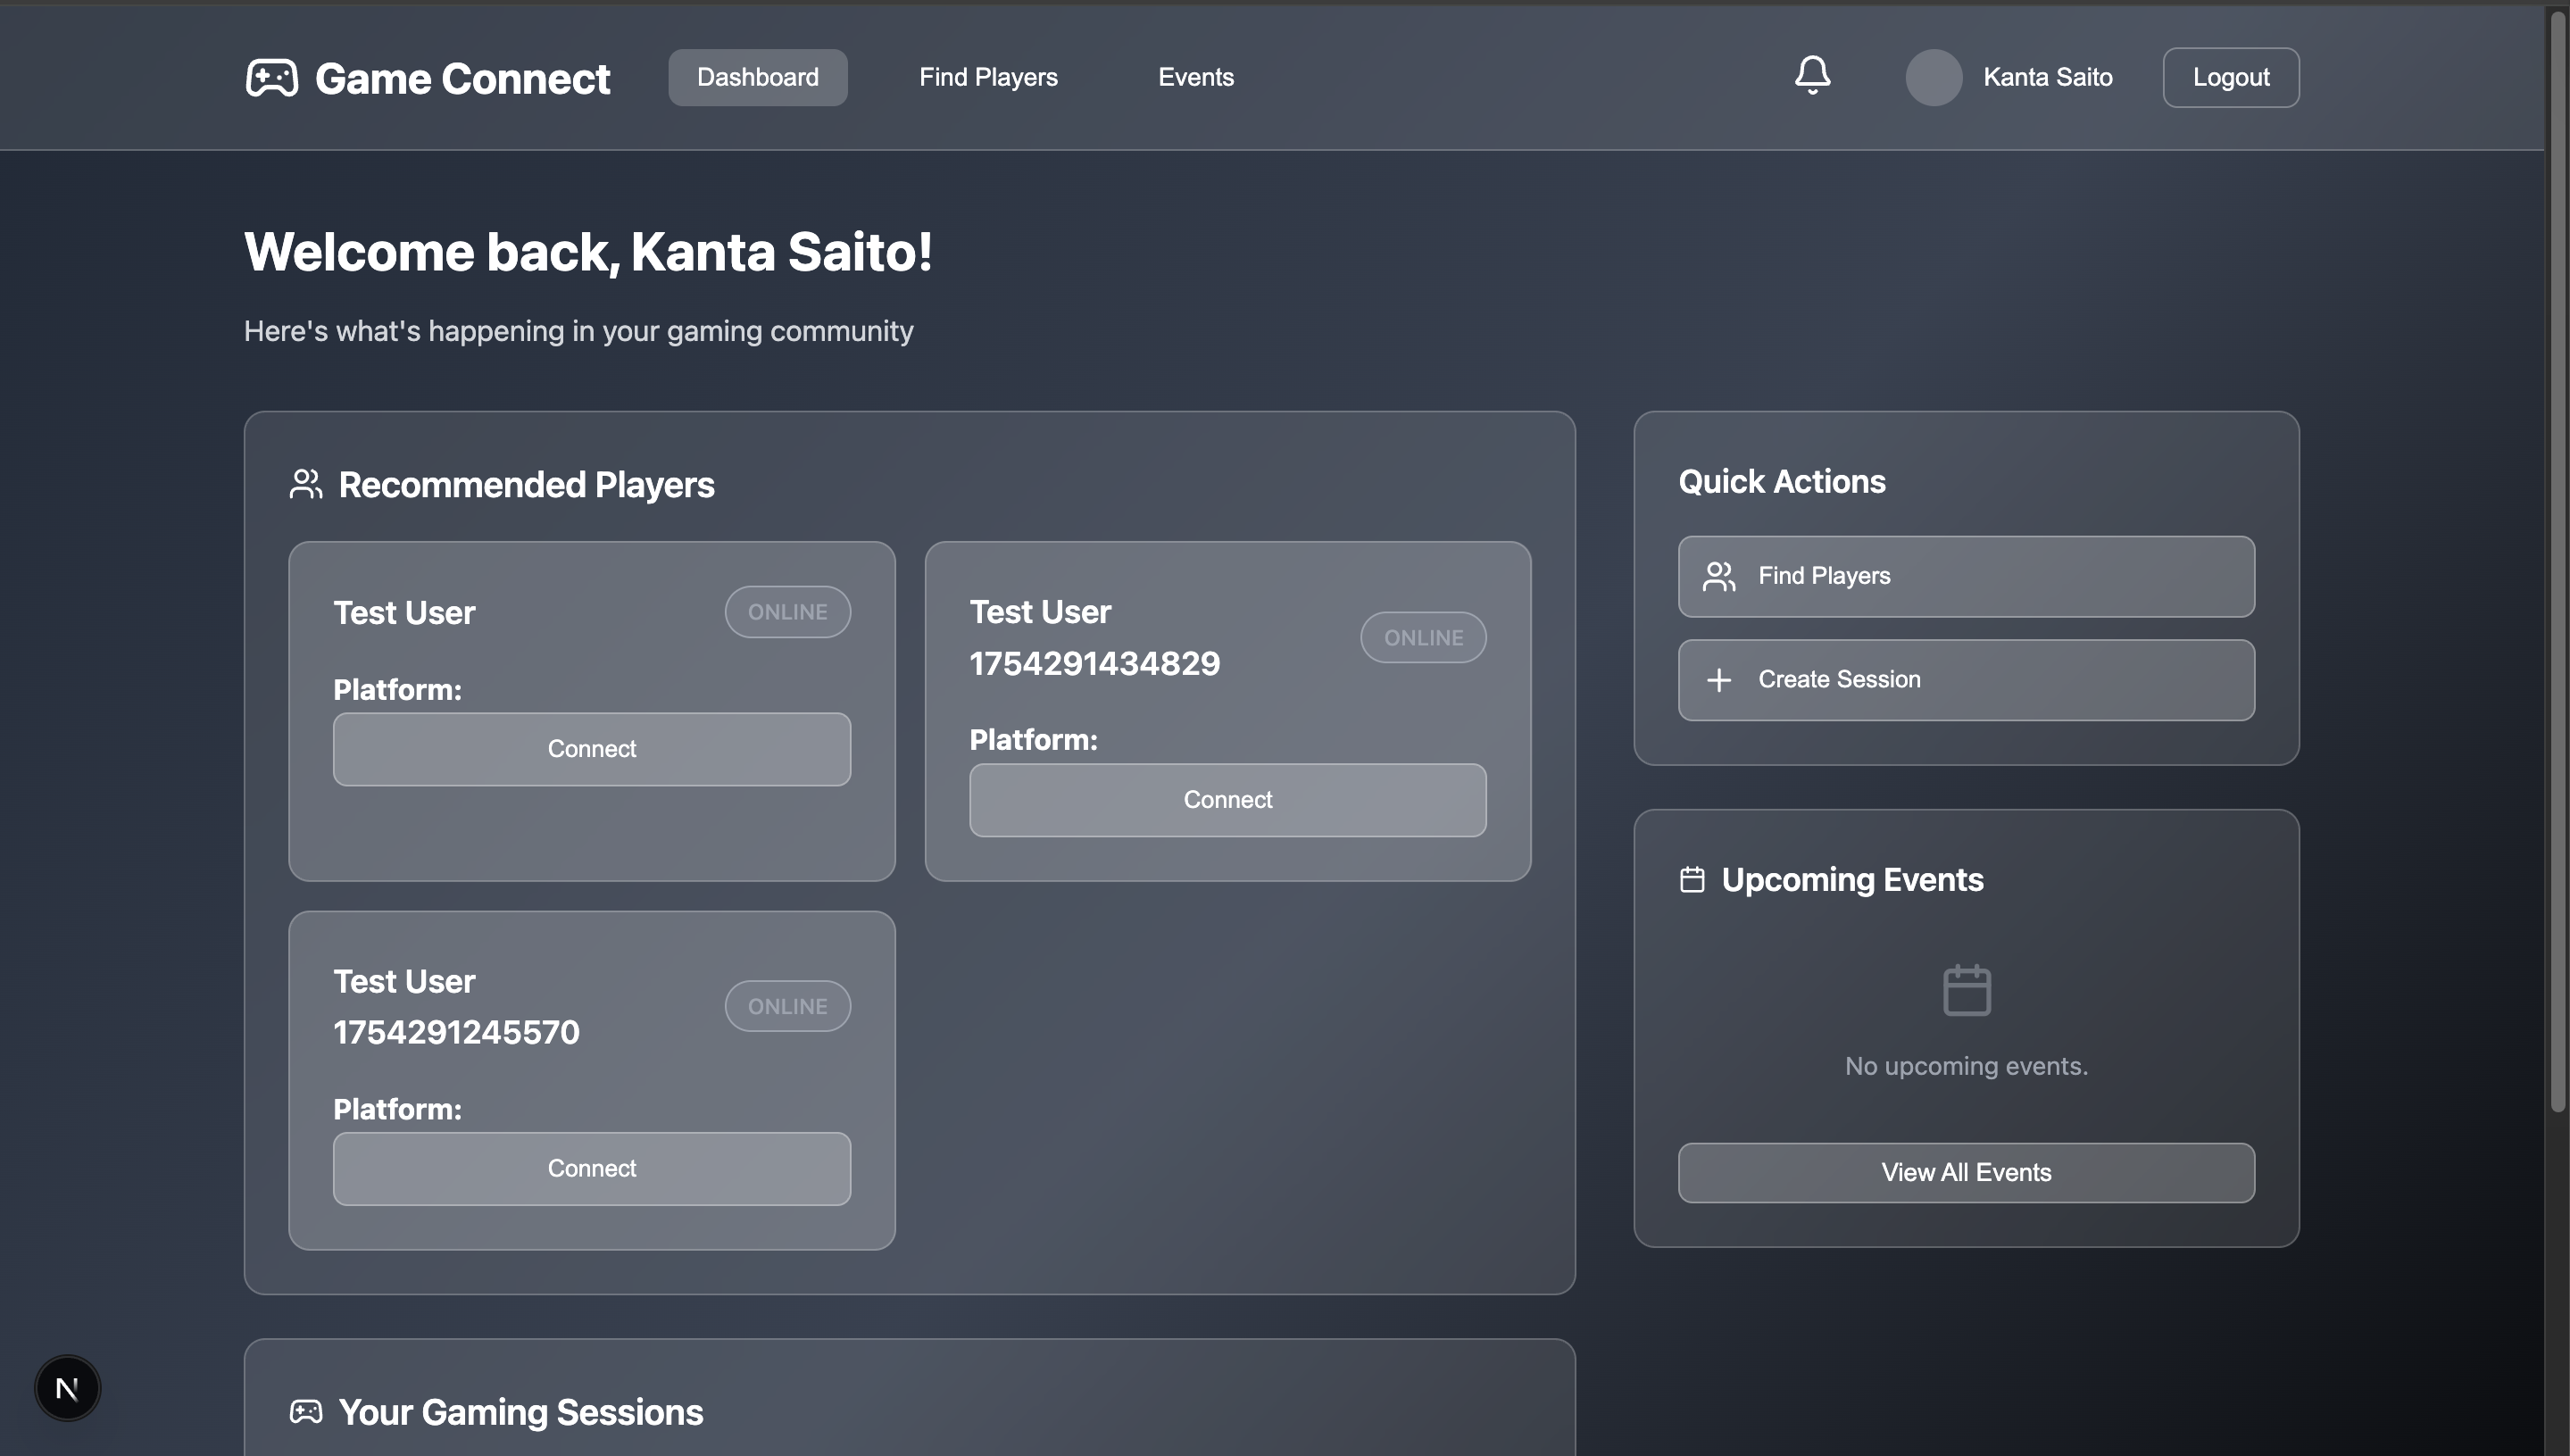 Game Connect
Dashboard
Find Players
Events
Kanta Saito
Logout
Welcome back, Kanta Saito!
Here's what's happening in your gaming community
Recommended Players
Test User
ONLINE
Platform:
Connect
Test User
1754291434829
ONLINE
Platform:
Connect
Test User
1754291245570
ONLINE
Platform:
Connect
Quick Actions
Find Players
Create Session
Upcoming Events
No upcoming events.
View All Events
Your Gaming Sessions
N